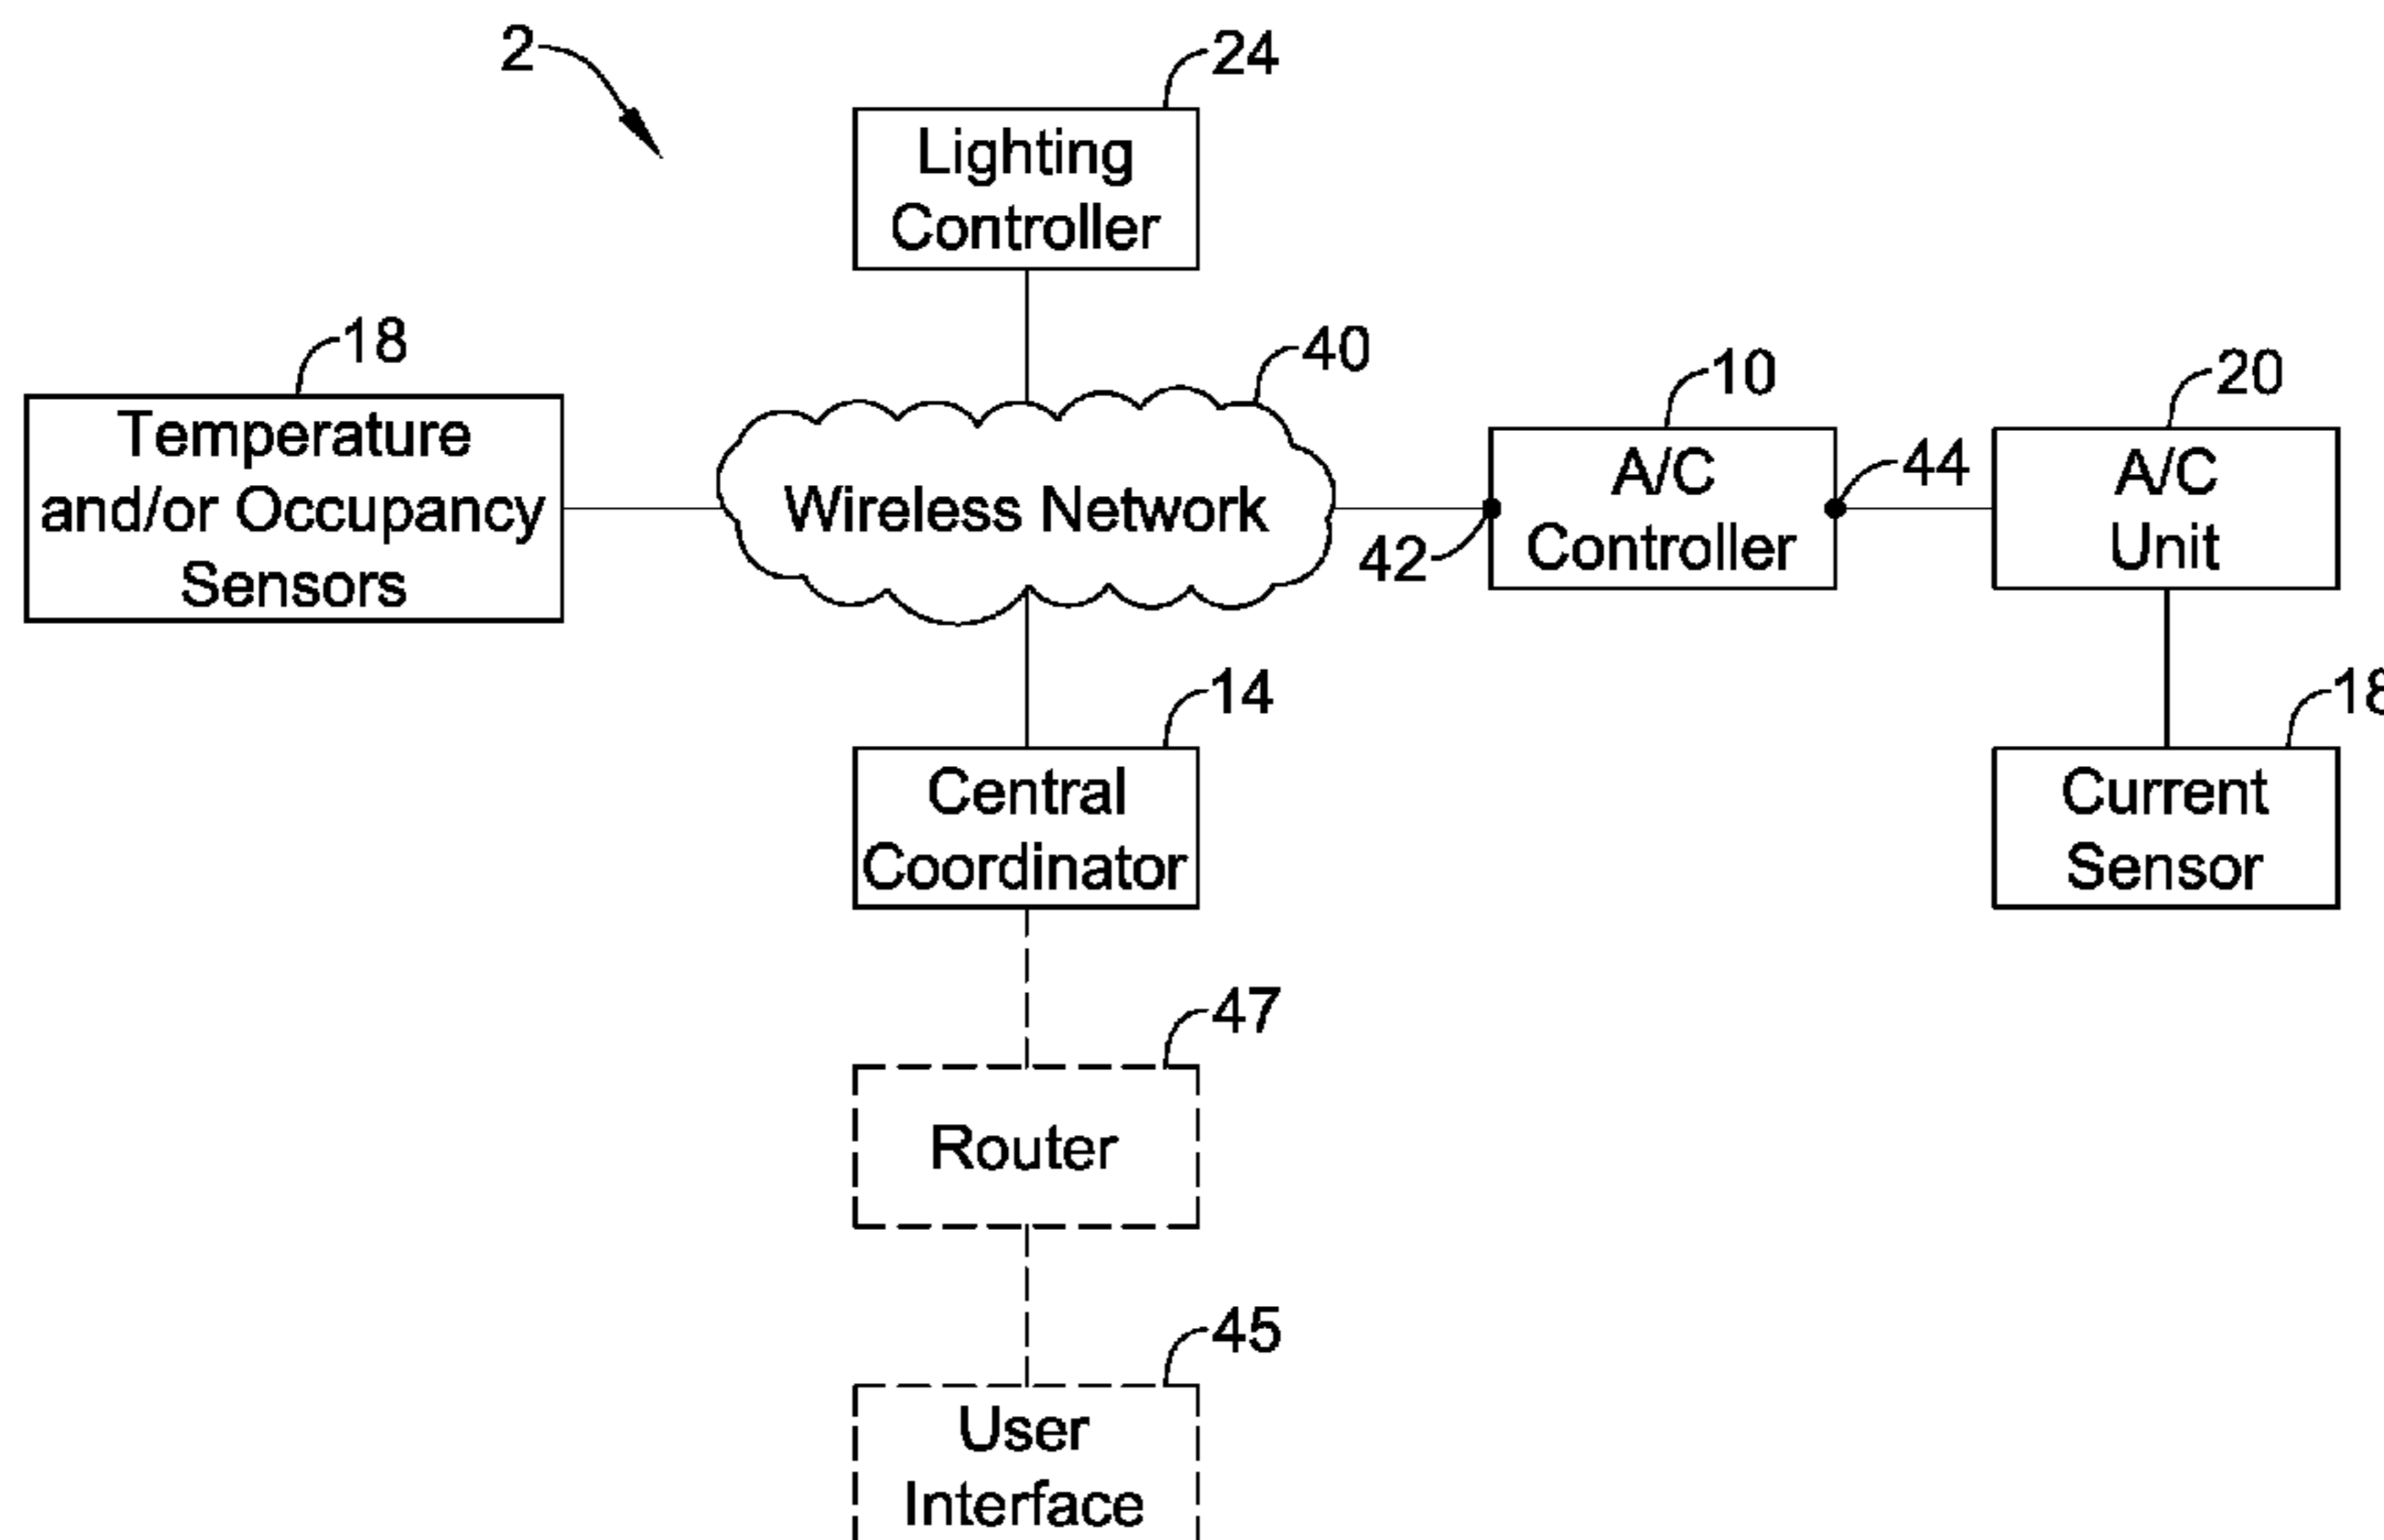 2
24
Lighting
Controller
18
Temperature
and/or Occupancy
Sensors
40
Wireless Network
42
10
A/C
Controller
44
20
A/C
Unit
18
Current
Sensor
14
Central
Coordinator
47
Router
45
User
Interface